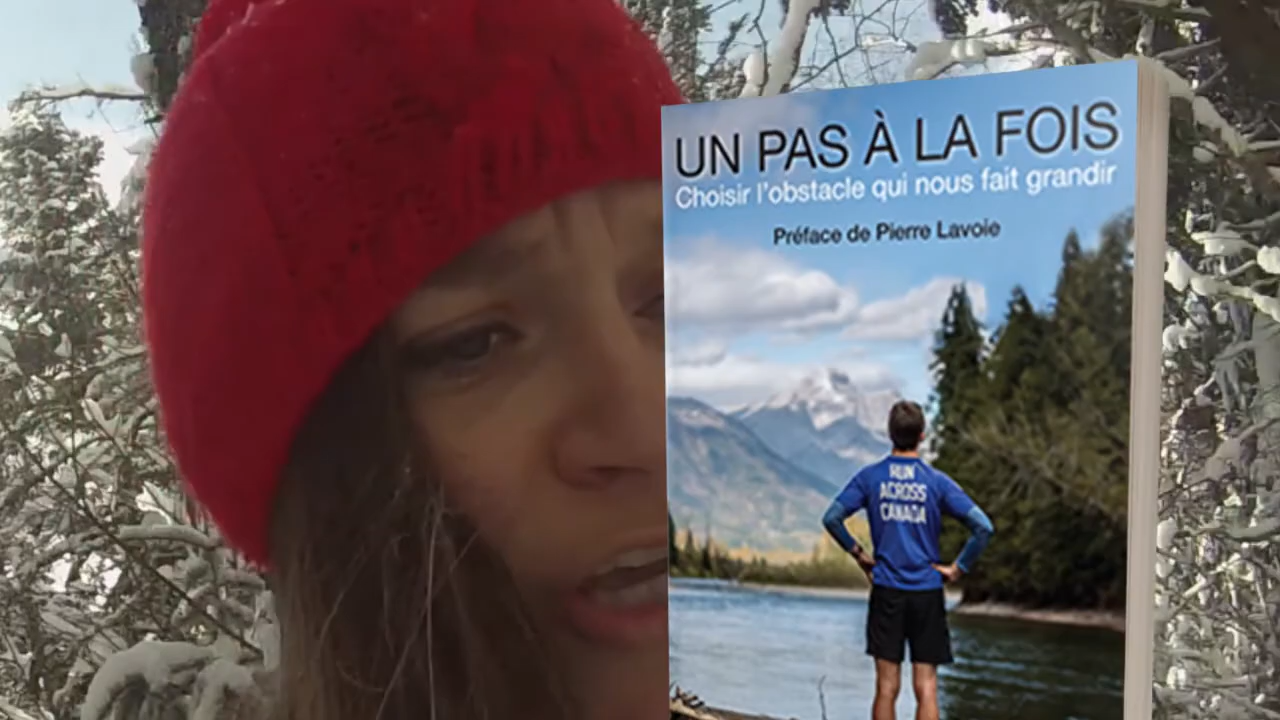 UN PAS À LA FOIS
Choisir l'obstacle qui nous fait grandir
Préface de Pierre Lavoie
RUN
ACROSS
CANADA